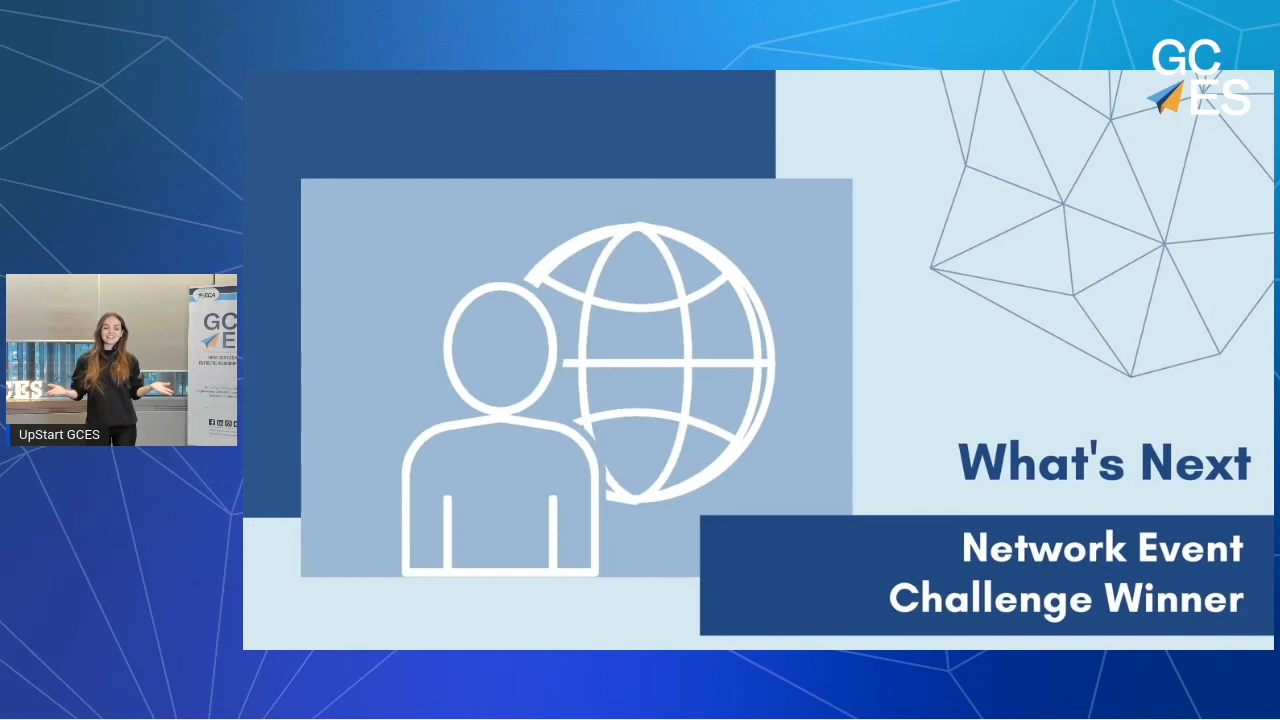 GC
ES
What's Next
Network Event
Challenge Winner
UpStart GCES